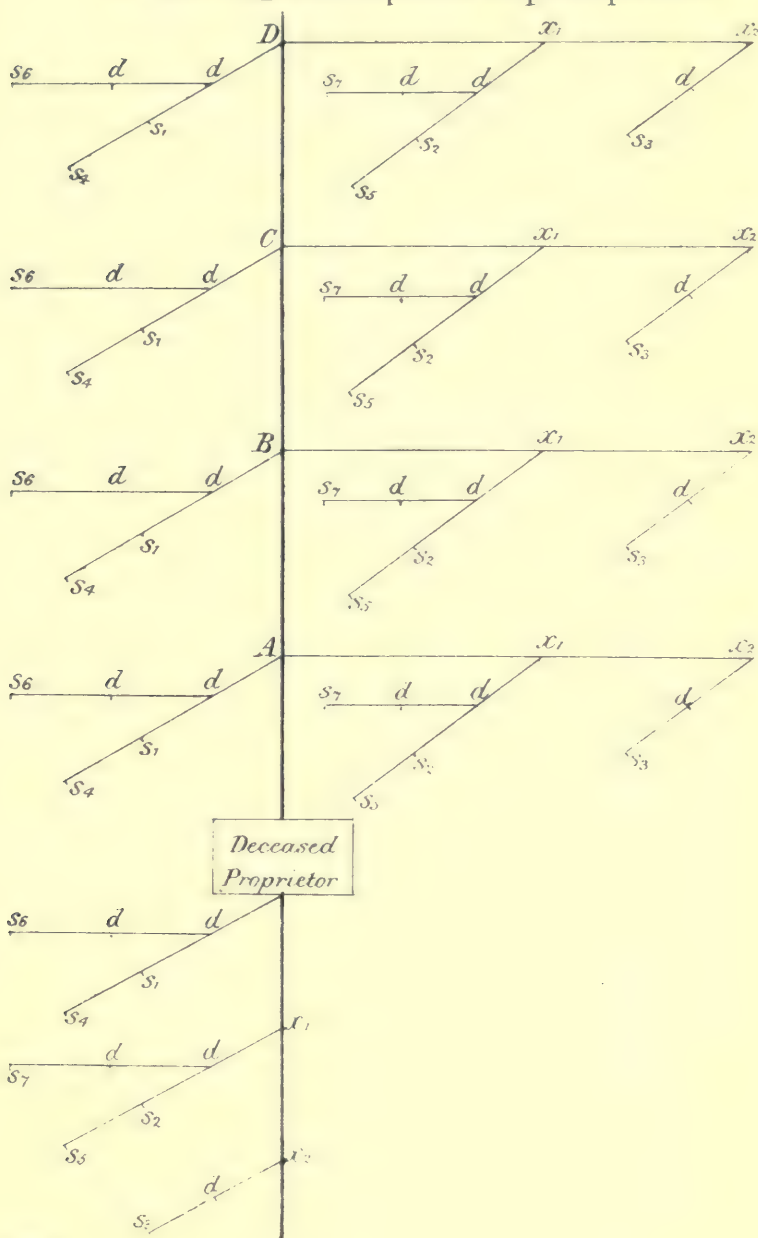 D x1 x2
s6 d d s7 d d d
s1 s2 s3
s4 s5
C x1 x2
s6 d d s7 d d d
s1 s2 s3
s4 s5
B x1 x2
s6 d d s7 d d d
s1 s2 s3
s4 s5
A x1 x2
s6 d d s7 d d d
s1 s2 s3
s4 s5
Deceased
Proprietor
s6 d d
s1
s4
x1
s7 d d
s2
s5
x2
d
s3